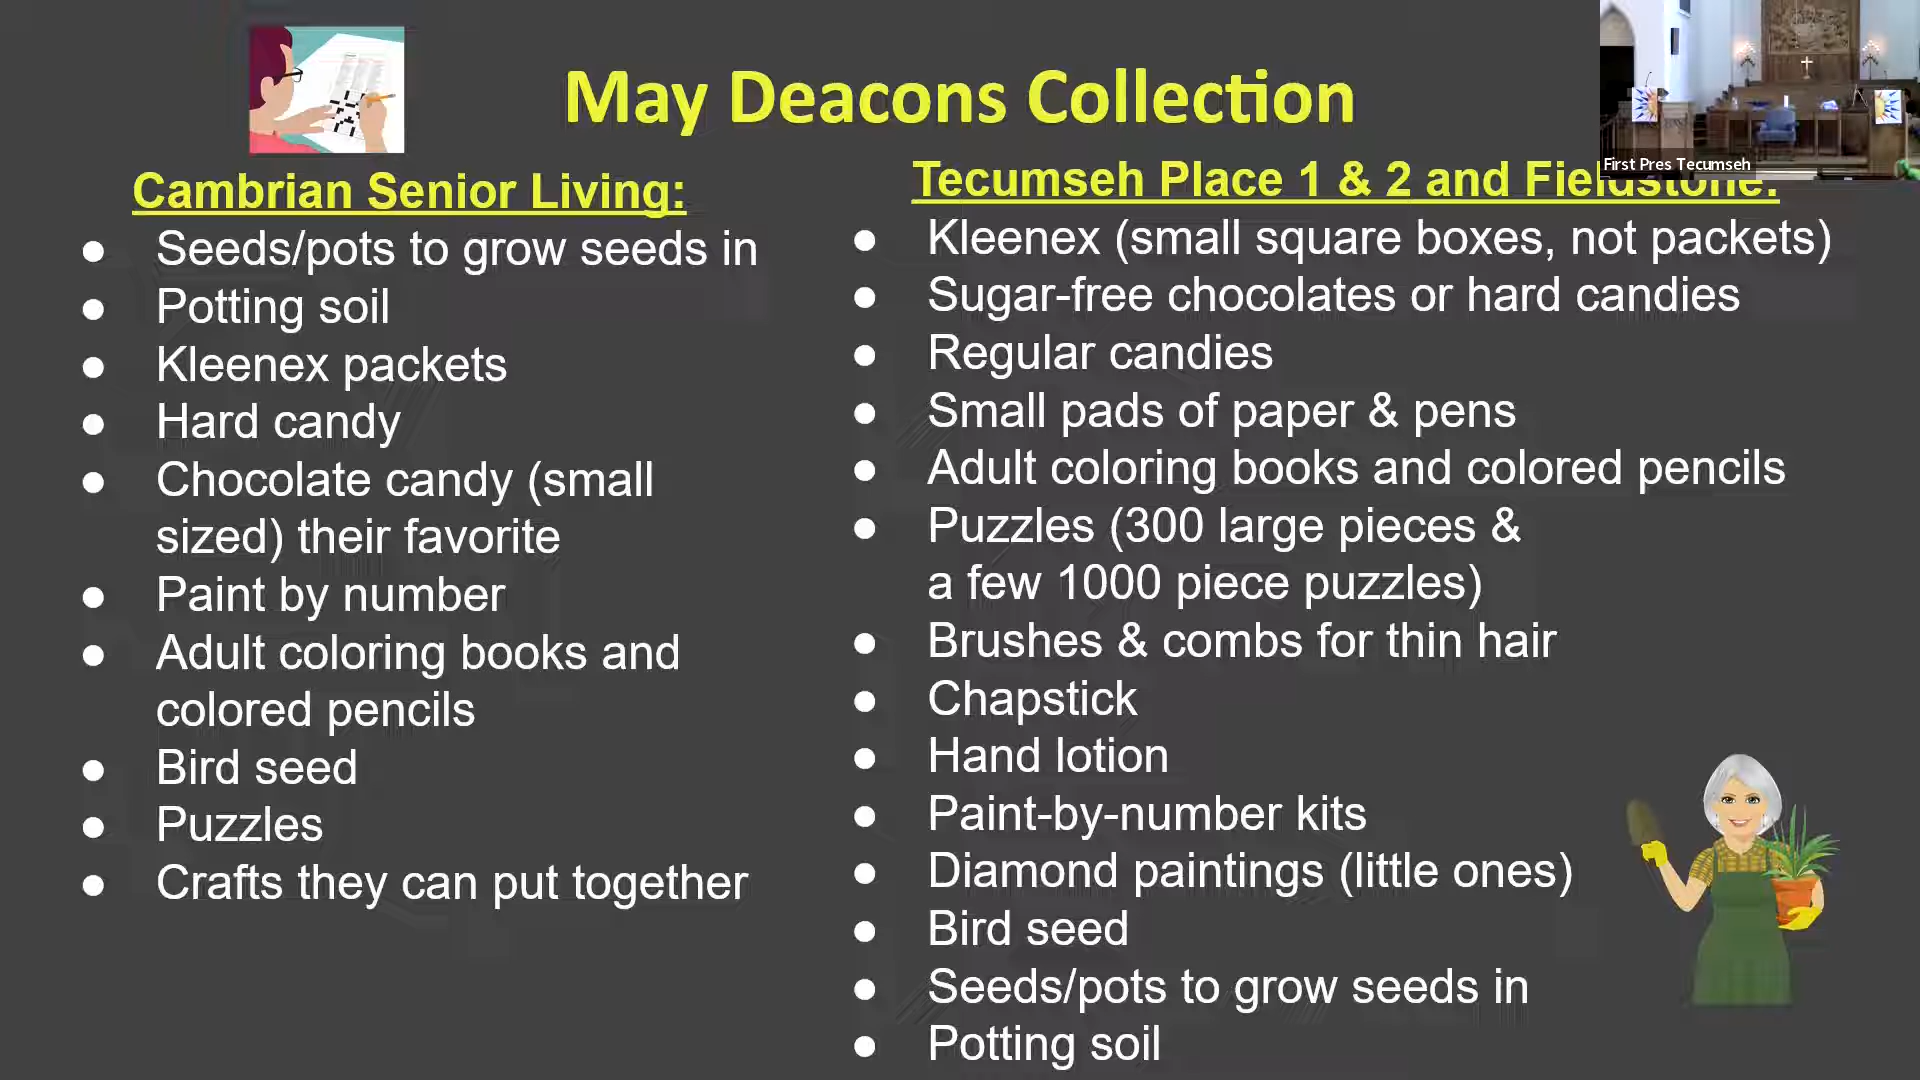 May Deacons Collection
First Pres Tecumseh
Cambrian Senior Living:
● Seeds/pots to grow seeds in
● Potting soil
● Kleenex packets
● Hard candy
● Chocolate candy (small
sized) their favorite
● Paint by number
● Adult coloring books and
colored pencils
● Bird seed
● Puzzles
● Crafts they can put together
Tecumseh Place 1 & 2 and Fieldstone:
● Kleenex (small square boxes, not packets)
● Sugar-free chocolates or hard candies
● Regular candies
● Small pads of paper & pens
● Adult coloring books and colored pencils
● Puzzles (300 large pieces &
a few 1000 piece puzzles)
● Brushes & combs for thin hair
● Chapstick
● Hand lotion
● Paint-by-number kits
● Diamond paintings (little ones)
● Bird seed
● Seeds/pots to grow seeds in
● Potting soil